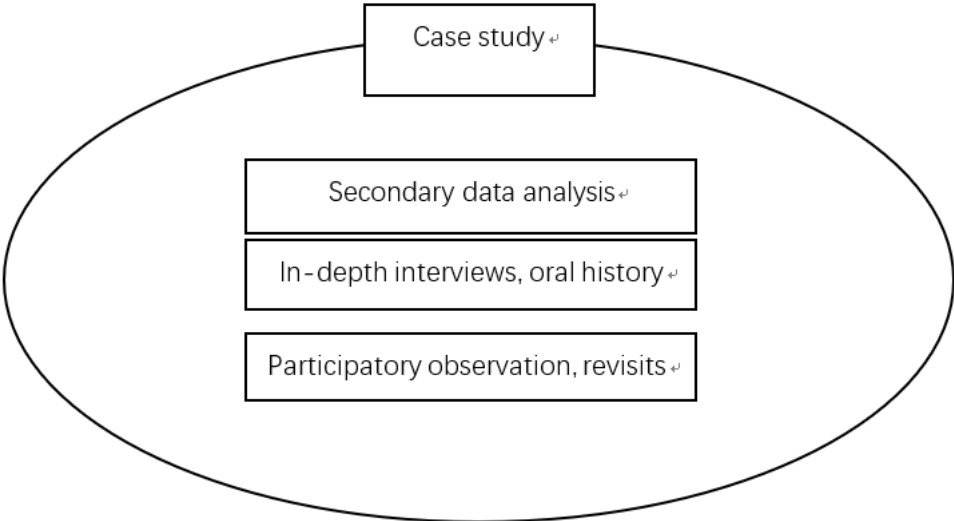 Case study
Secondary data analysis
In-depth interviews, oral history
Participatory observation, revisits